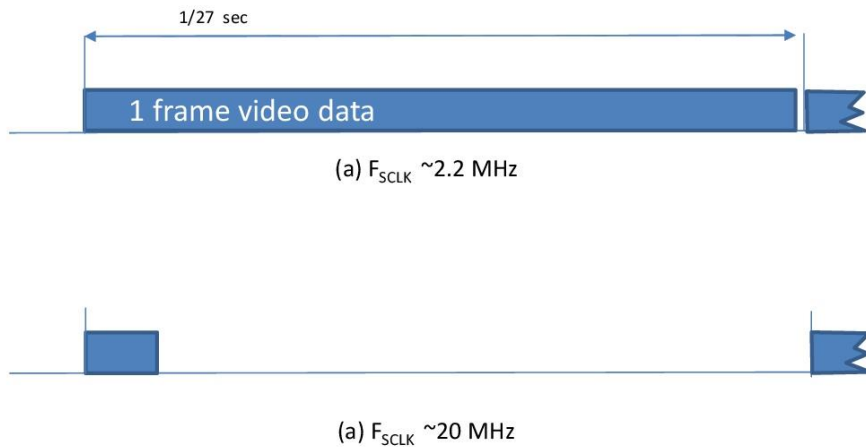 1/27 sec
1 frame video data
(a) F_SCLK ~2.2 MHz
(a) F_SCLK ~20 MHz